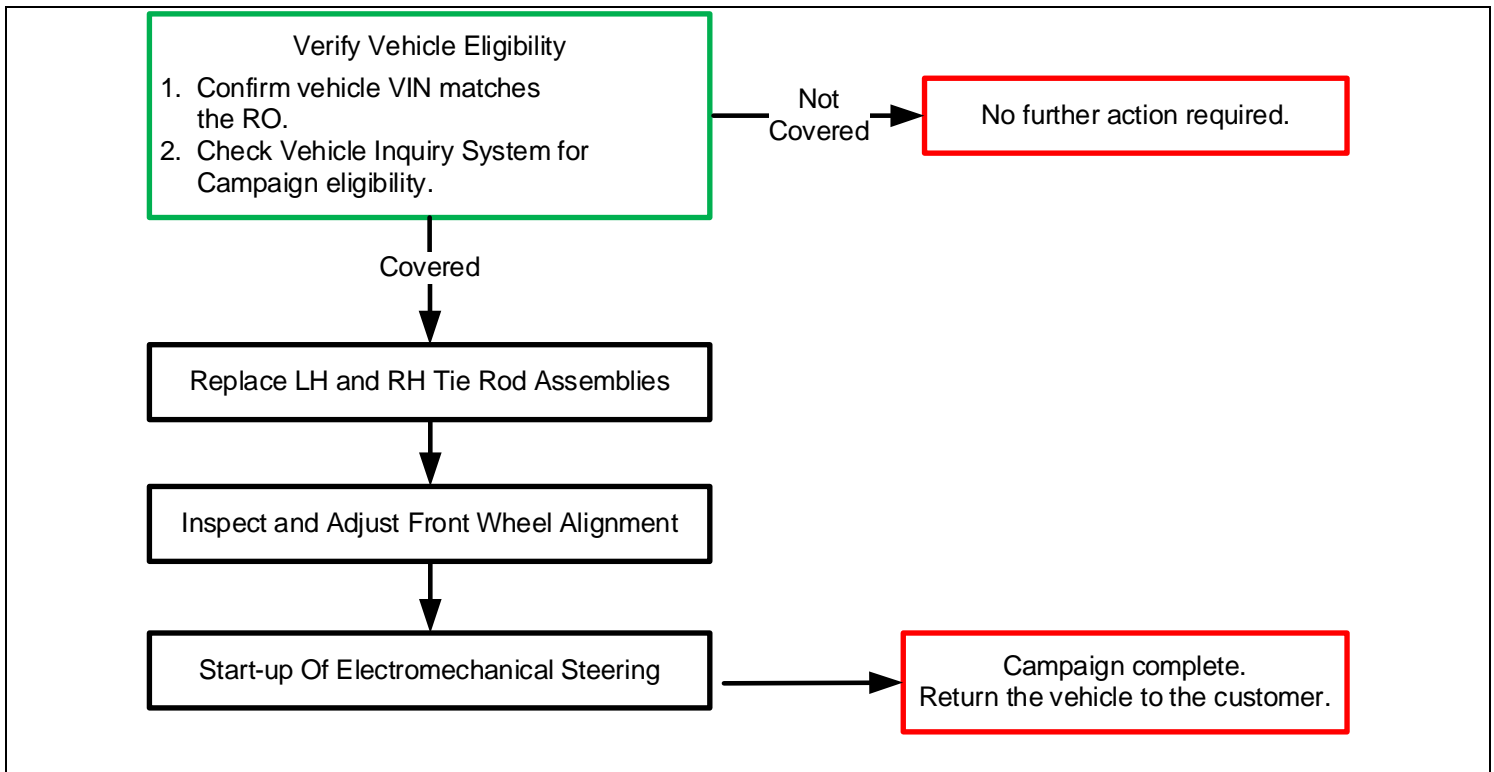 Verify Vehicle Eligibility
1. Confirm vehicle VIN matches
the RO.
2. Check Vehicle Inquiry System for
Campaign eligibility.
Not
Covered
No further action required.
Covered
Replace LH and RH Tie Rod Assemblies
Inspect and Adjust Front Wheel Alignment
Start-up Of Electromechanical Steering
Campaign complete.
Return the vehicle to the customer.